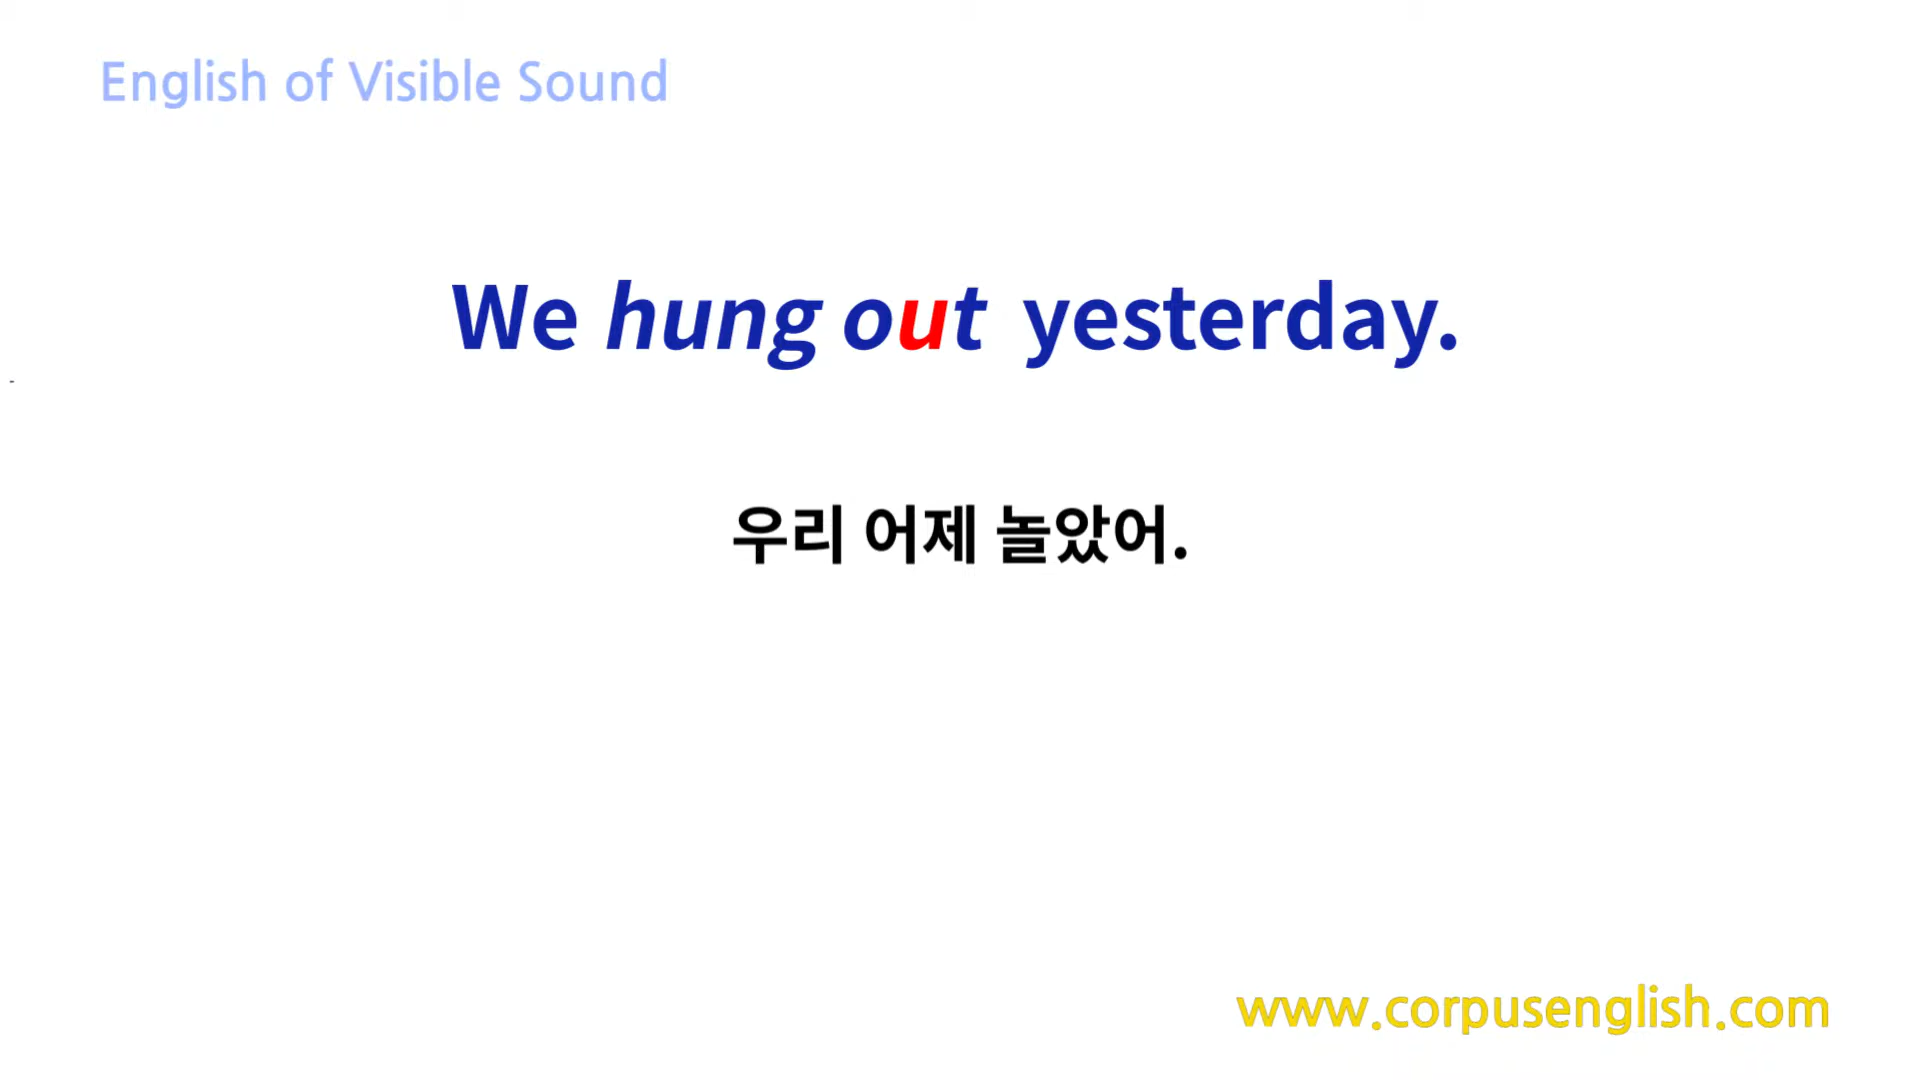 English of Visible Sound
We hung out yesterday.
우리 어제 놀았어.
www.corpusenglish.com